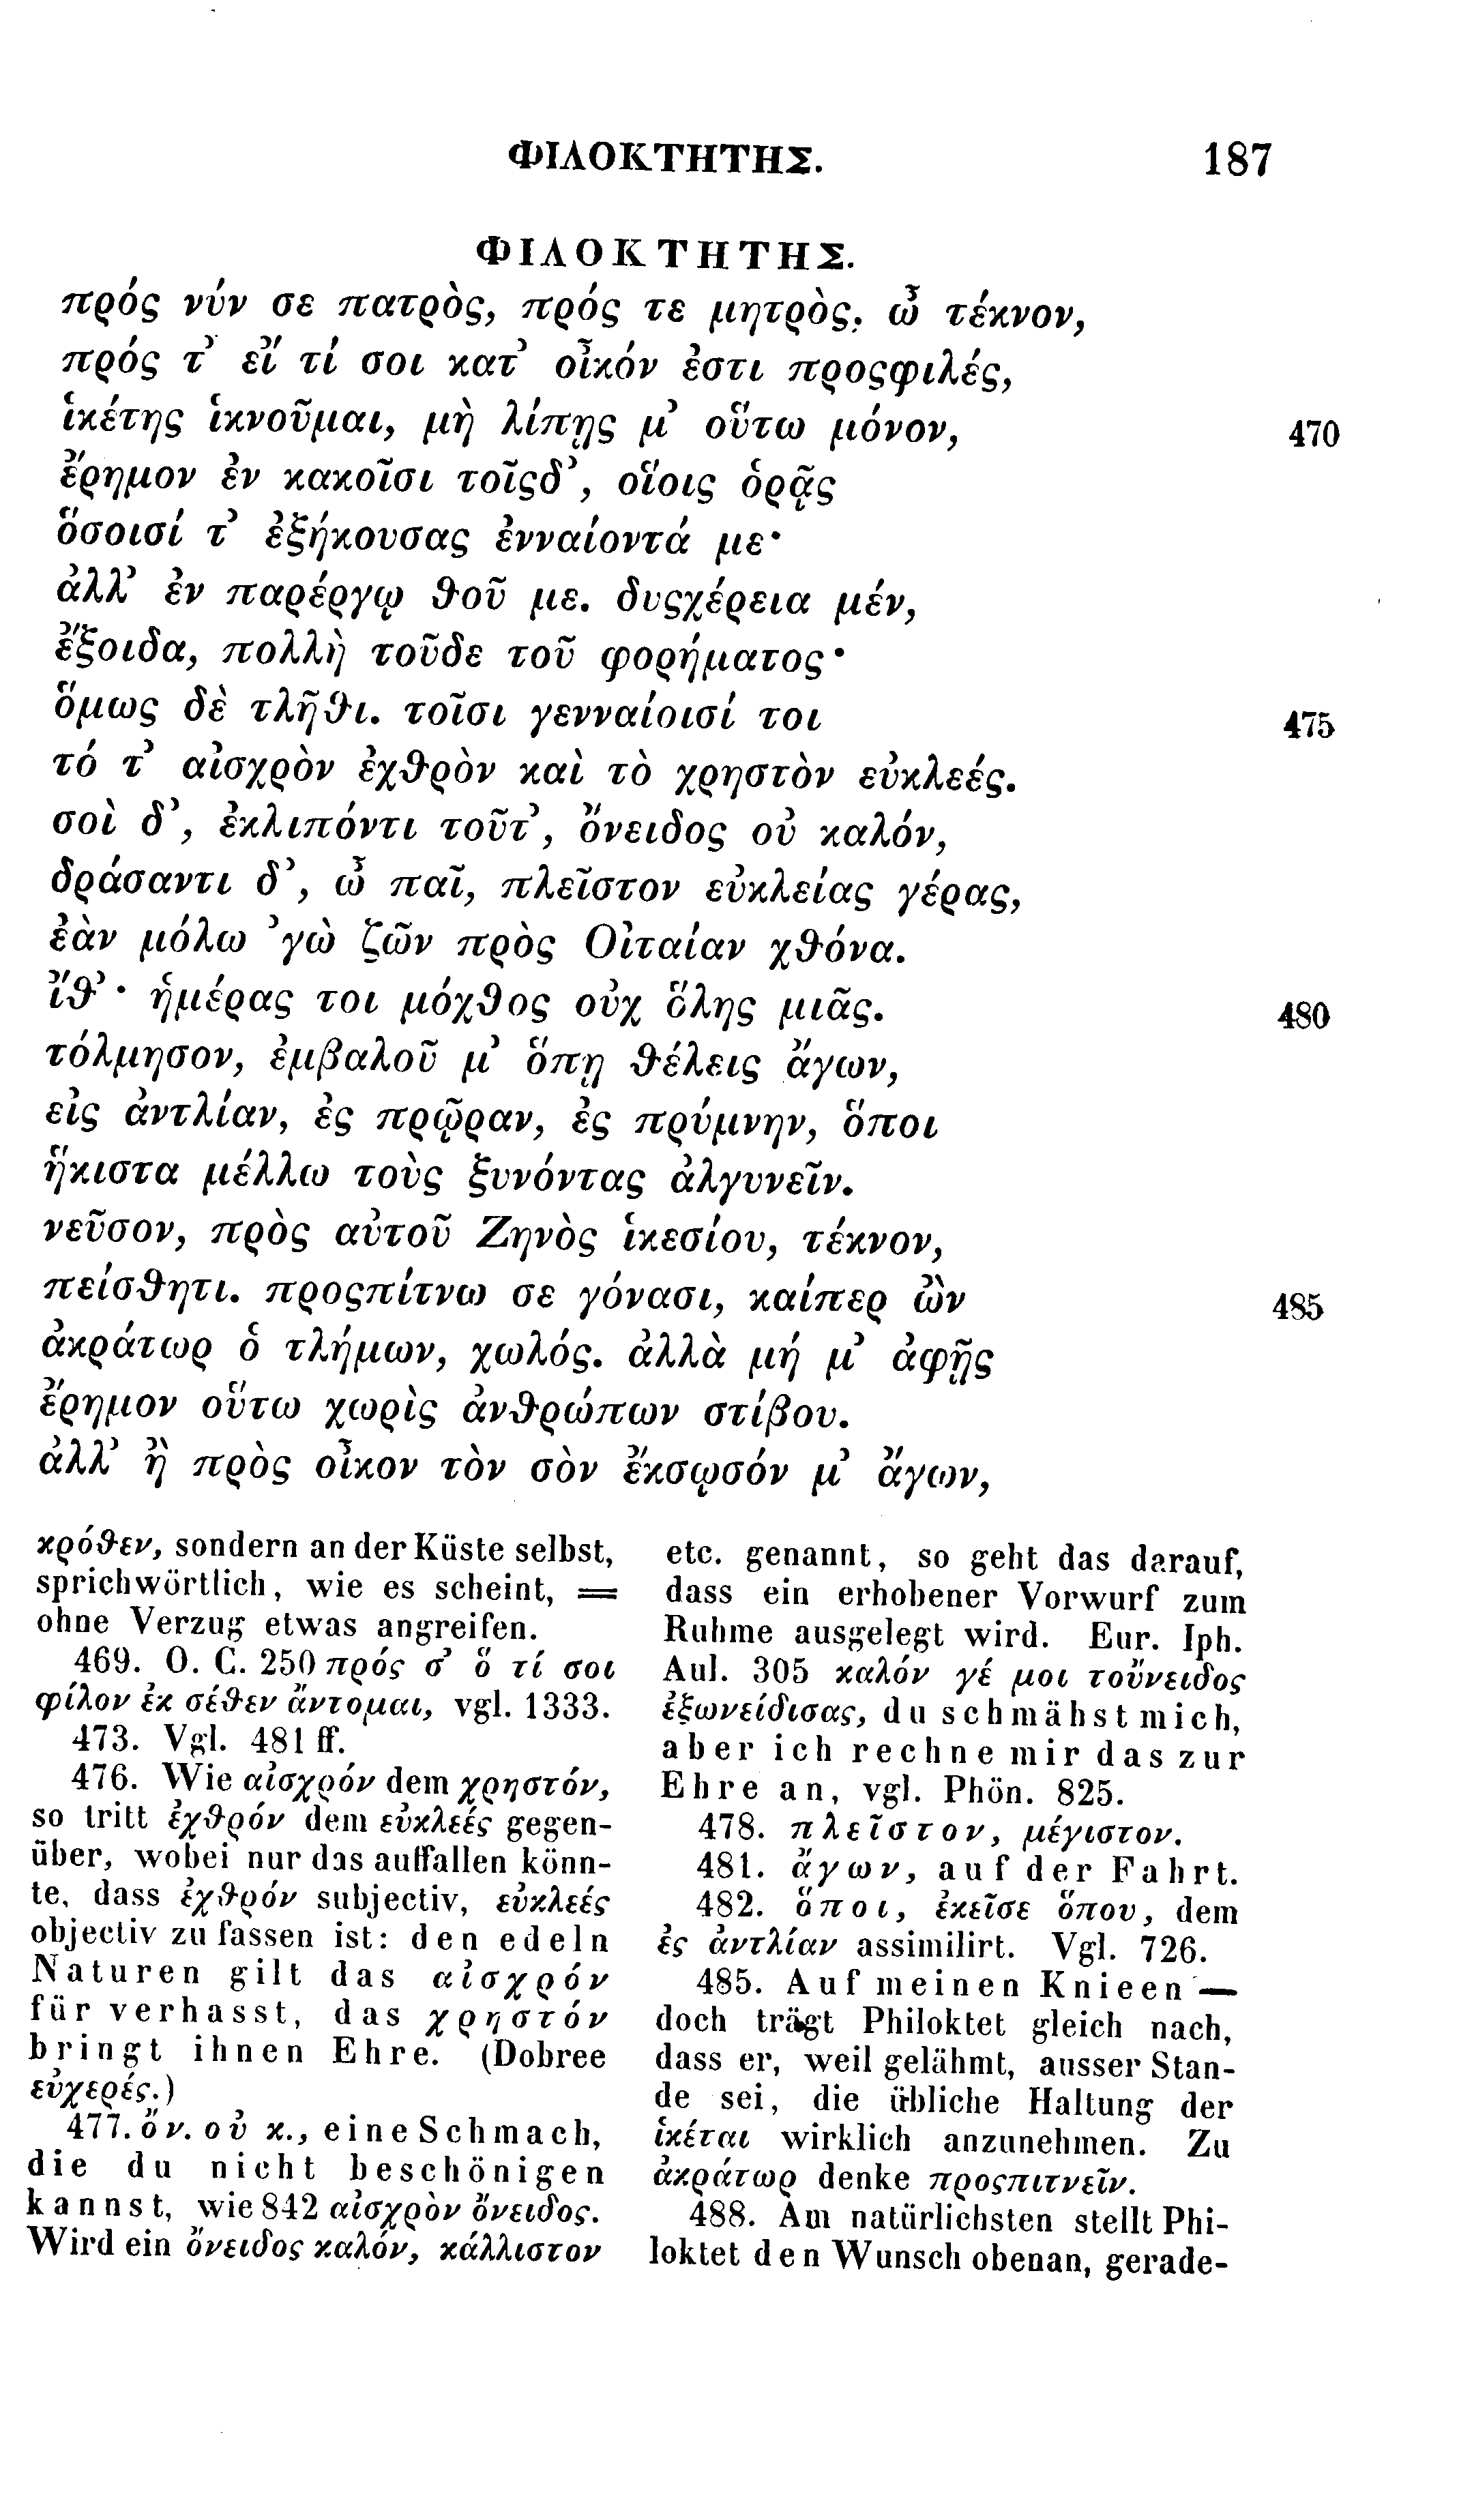 ΦΙΛΟΚΤΗΤΗΣ. 187
ΦΙΛΟΚΤΗΤΗΣ.
πρός νύν σε πατρὸς, πρός τε μητρὸς, ὦ τέκνον,
πρός τ᾽ εἴ τί σοι κατ᾽ οἶκόν ἐστι προςφιλές,
ἱκέτης ἱκνοῦμαι, μὴ λίπῃς μ᾽ οὕτω μόνον, 470
ἔρημον ἐν κακοῖσι τοῖςδ᾽, οἵοις ὁρᾷς
ὅσοισί τ᾽ ἐξήκουσας ἐνναίοντά με·
ἀλλ᾽ ἐν παρέργῳ θοῦ με. δυςχέρεια μέν,
ἔξοιδα, πολλὴ τοῦδε τοῦ φορήματος·
ὅμως δὲ τλῆθι. τοῖσι γενναίοισί τοι 475
τό τ᾽ αἰσχρὸν ἐχθρὸν καὶ τὸ χρηστὸν εὐκλεές.
σοὶ δ᾽, ἐκλιπόντι τοῦτ᾽, ὄνειδος οὐ καλόν,
δράσαντι δ᾽, ὦ παῖ, πλεῖστον εὐκλείας γέρας,
ἐὰν μόλω ᾽γὼ ζῶν πρὸς Οἰταίαν χθόνα.
ἴθ᾽· ἡμέρας τοι μόχθος οὐχ ὅλης μιᾶς. 480
τόλμησον, ἐμβαλοῦ μ᾽ ὅπῃ θέλεις ἄγων,
εἰς ἀντλίαν, ἐς πρῷραν, ἐς πρύμνην, ὅποι
ἥκιστα μέλλω τοὺς ξυνόντας ἀλγυνεῖν.
νεῦσον, πρὸς αὐτοῦ Ζηνὸς ἱκεσίου, τέκνον,
πείσθητι. προςπίτνω σε γόνασι, καίπερ ὢν 485
ἀκράτωρ ὁ τλήμων, χωλός. ἀλλὰ μή μ᾽ ἀφῇς
ἔρημον οὕτω χωρὶς ἀνθρώπων στίβου.
ἀλλ᾽ ἢ πρὸς οἶκον τὸν σὸν ἔκσῳσόν μ᾽ ἄγων,
κρόθεν, sondern an der Küste selbst,
sprichwörtlich, wie es scheint, =
ohne Verzug etwas angreifen.
469. O. C. 250 πρός σ᾽ ὅ τί σοι
φίλον ἐκ σέθεν ἄντομαι, vgl. 1333.
473. Vgl. 481 ff.
476. Wie αἰσχρόν dem χρηστόν,
so tritt ἐχθρόν dem εὐκλεές gegen-
über, wobei nur das auffallen könn-
te, dass ἐχθρόν subjectiv, εὐκλεές
objectiv zu fassen ist: den edeln
Naturen gilt das αἰσχρόν
für verhasst, das χρηστόν
bringt ihnen Ehre. (Dobree
εὐχερές.)
477. ὄν. οὐ κ., eine Schmach,
die du nicht beschönigen
kannst, wie 842 αἰσχρὸν ὄνειδος.
Wird ein ὄνειδος καλόν, κάλλιστον
etc. genannt, so geht das darauf,
dass ein erhobener Vorwurf zum
Ruhme ausgelegt wird. Eur. Iph.
Aul. 305 καλόν γέ μοι τοὔνειδος
ἐξωνείδισας, du schmähst mich,
aber ich rechne mir das zur
Ehre an, vgl. Phön. 825.
478. πλεῖστον, μέγιστον.
481. ἄγων, auf der Fahrt.
482. ὅποι, ἐκεῖσε ὅπου, dem
ἐς ἀντλίαν assimilirt. Vgl. 726.
485. Auf meinen Knieen —
doch trägt Philoktet gleich nach,
dass er, weil gelähmt, ausser Stan-
de sei, die übliche Haltung der
ἱκέται wirklich anzunehmen. Zu
ἀκράτωρ denke προςπιτνεῖν.
488. Am natürlichsten stellt Phi-
loktet den Wunsch obenan, gerade-